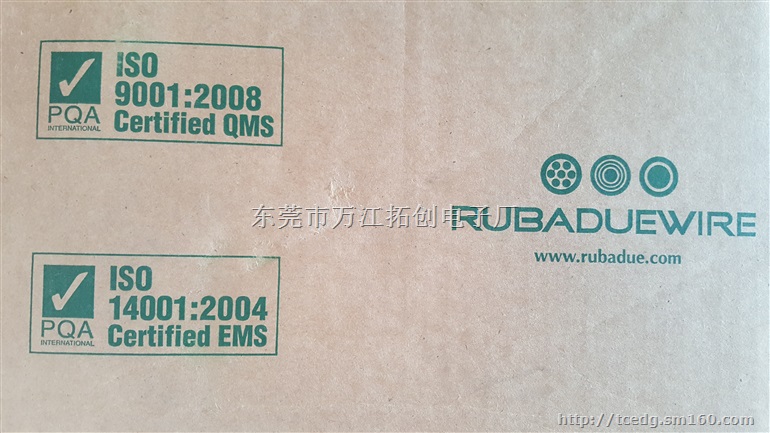 ISO
9001:2008
Certified QMS
PQA
INTERNATIONAL
RUBADUEWIRE
www.rubadue.com
东莞市万江拓创电子厂
ISO
14001:2004
Certified EMS
PQA
INTERNATIONAL
http://tcedg.sm160.com/